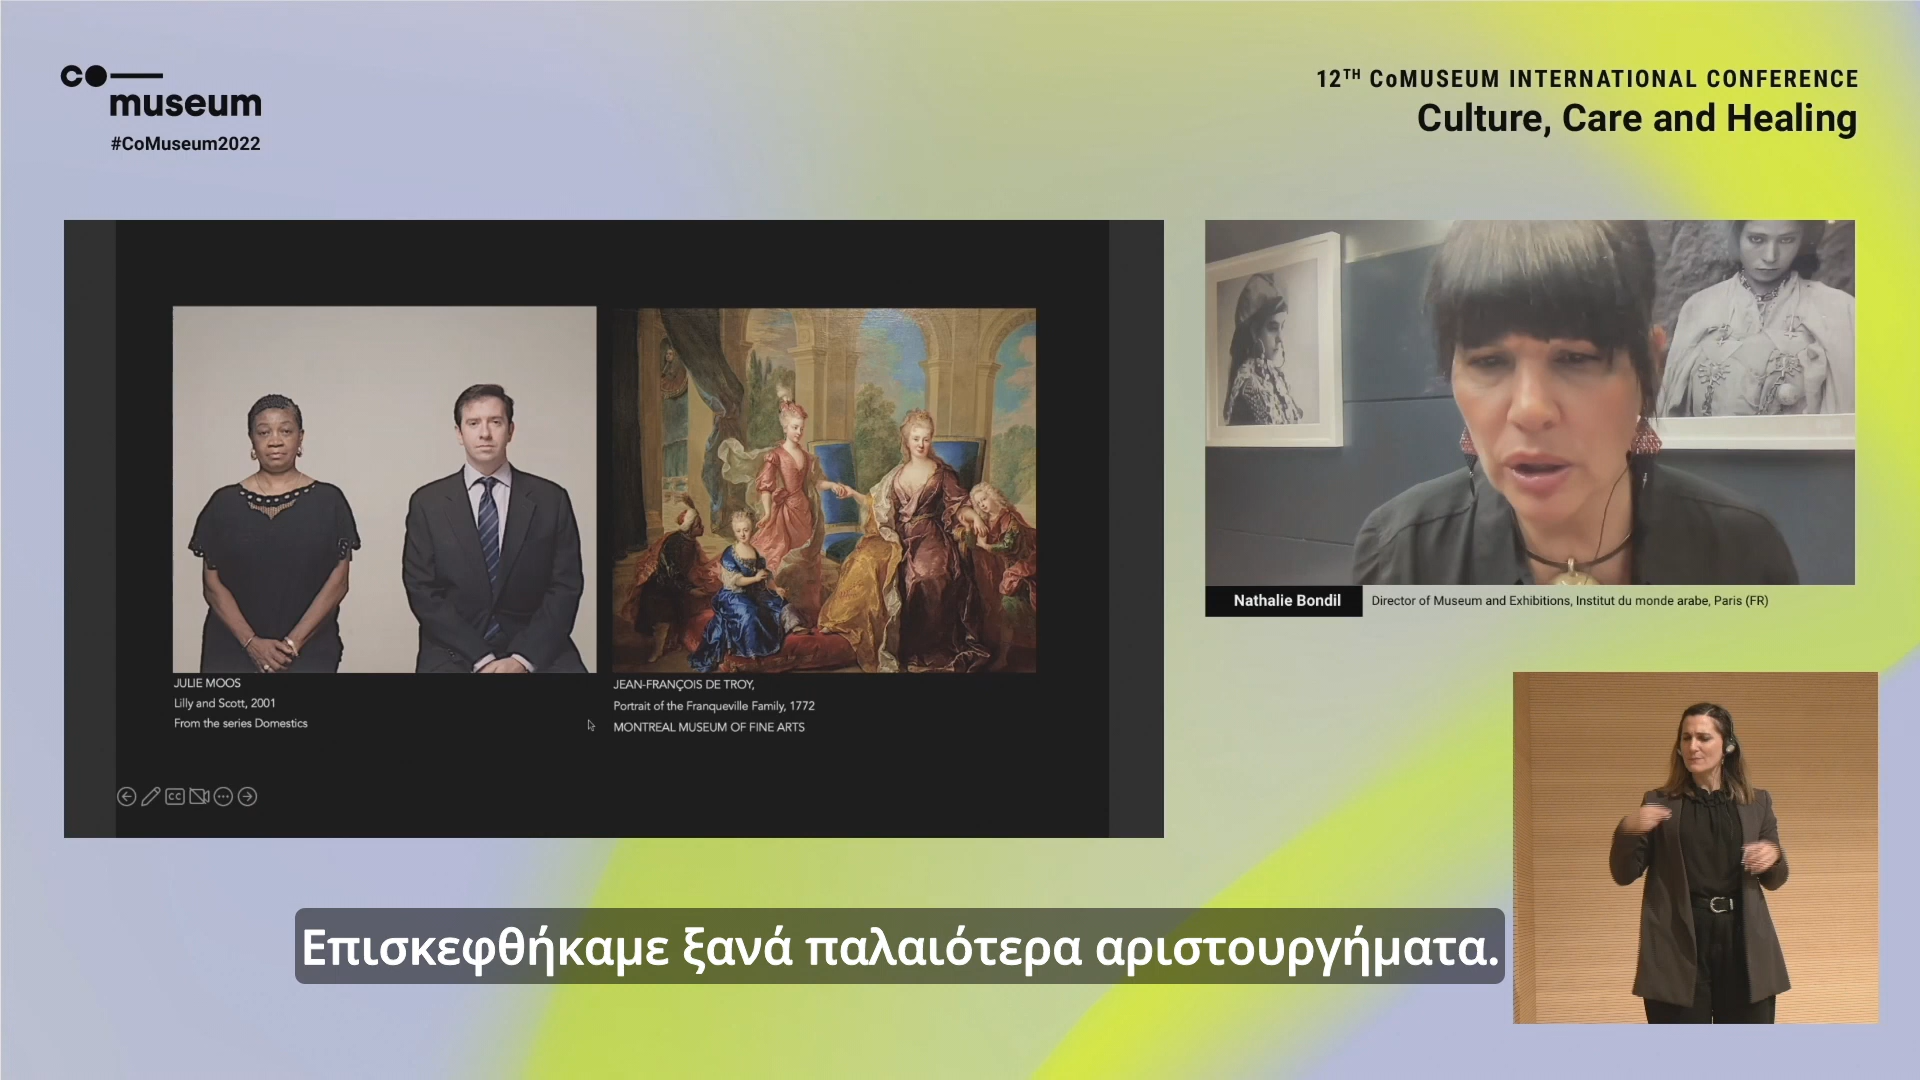 co
museum
#CoMuseum2022
12TH CoMUSEUM INTERNATIONAL CONFERENCE
Culture, Care and Healing
JULIE MOOS
Lilly and Scott, 2001
From the series Domestics
JEAN-FRANÇOIS DE TROY,
Portrait of the Franqueville Family, 1772
MONTREAL MUSEUM OF FINE ARTS
CC
Nathalie Bondil
Director of Museum and Exhibitions, Institut du monde arabe, Paris (FR)
Επισκεφθήκαμε ξανά παλαιότερα αριστουργήματα.